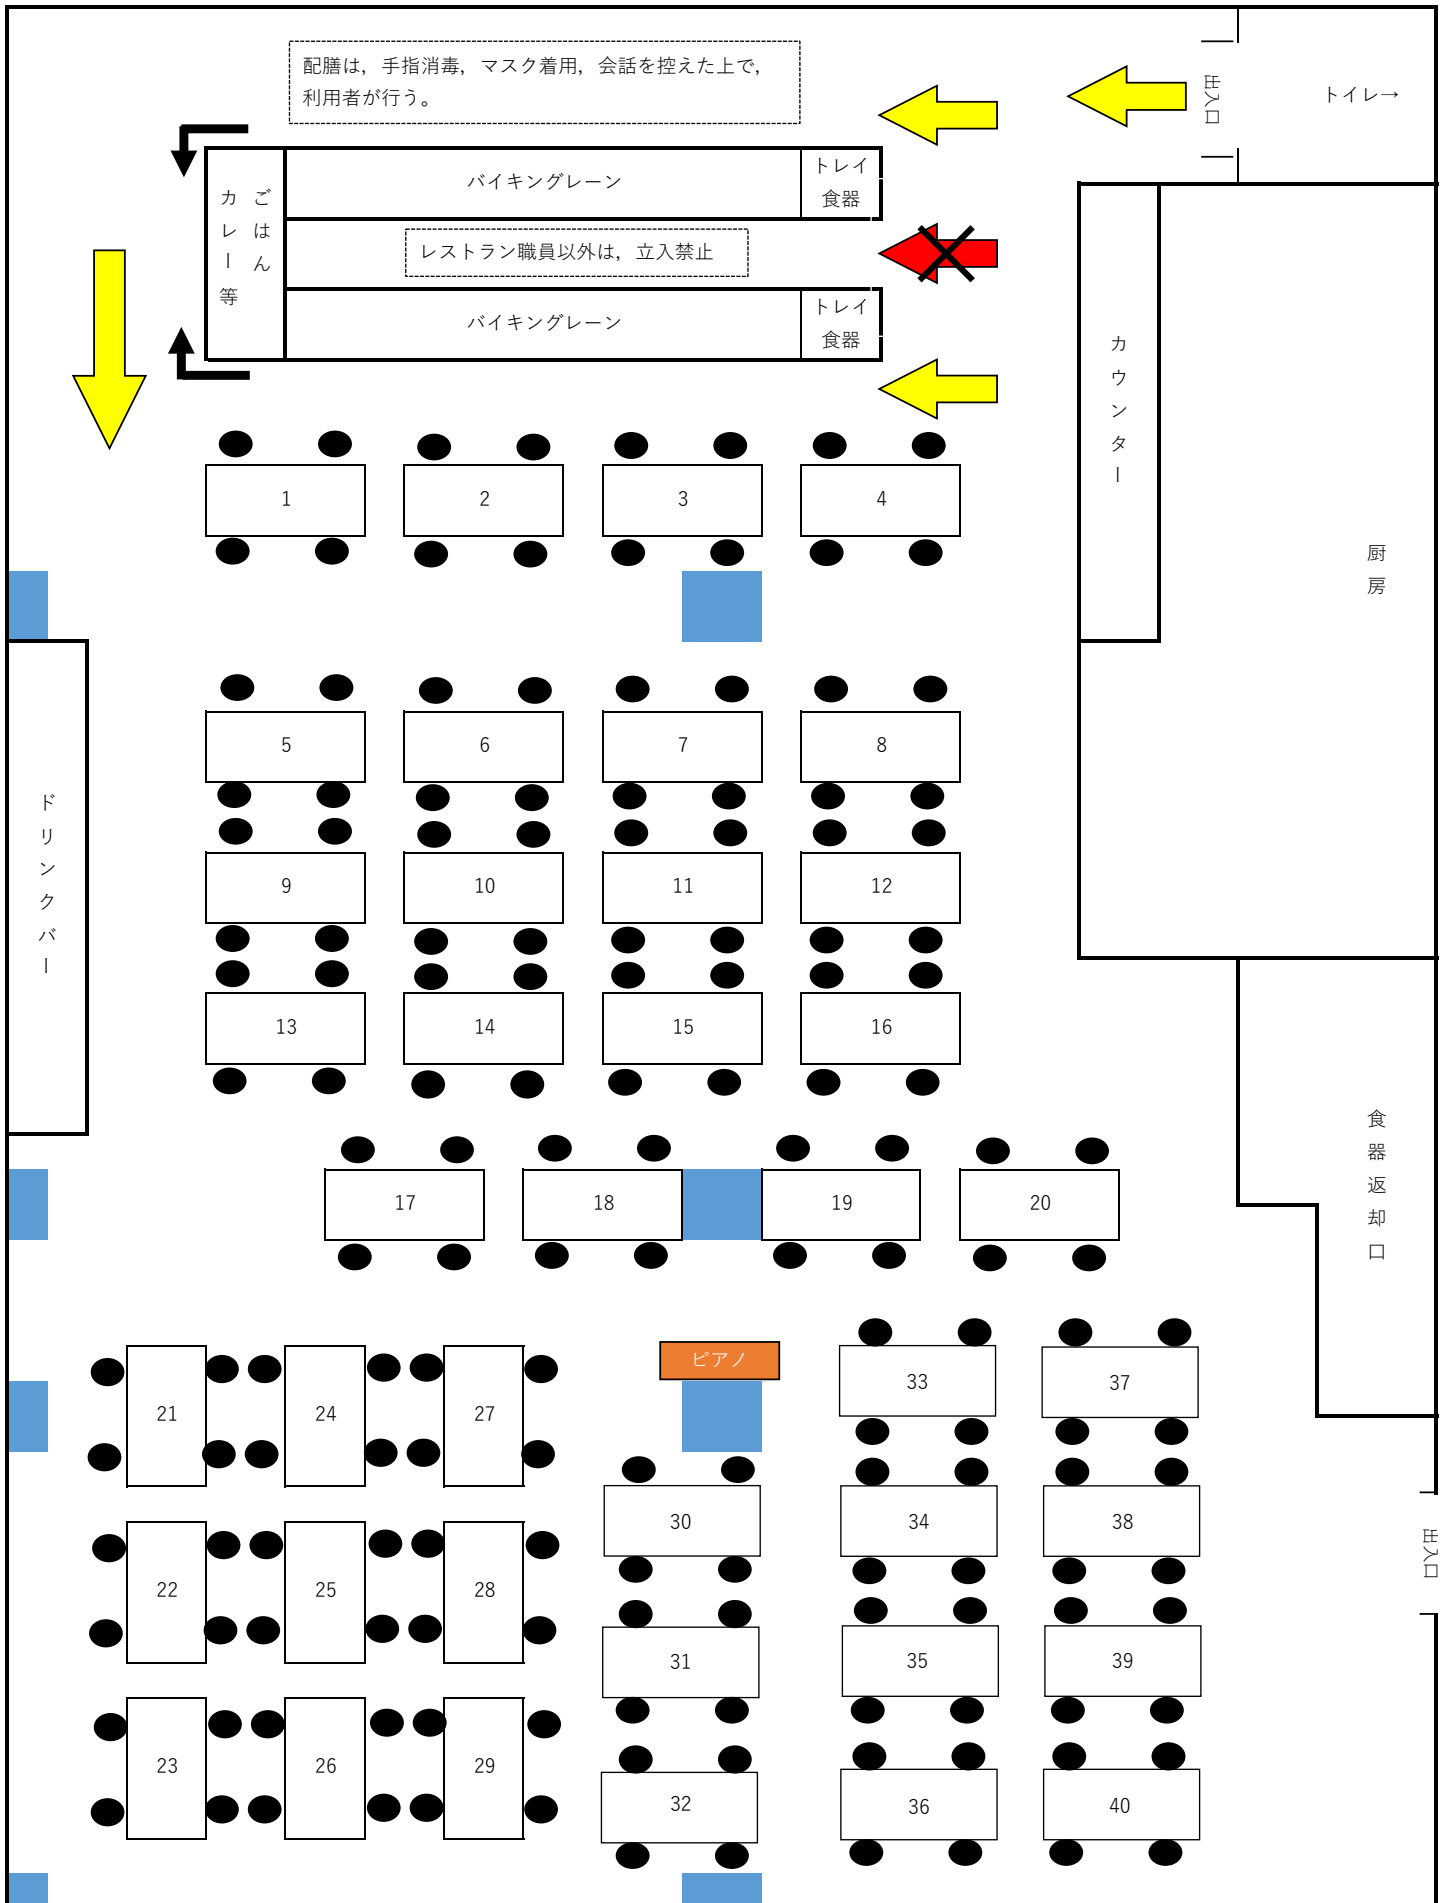 配膳は，手指消毒，マスク着用，会話を控えた上で，
利用者が行う。
出入口
トイレ→
バイキングレーン
トレイ
食器
ごはん
カレー等
レストラン職員以外は，立入禁止
バイキングレーン
トレイ
食器
カウンター
厨房
1
2
3
4
5
6
7
8
ドリンクバー
9
10
11
12
13
14
15
16
食器返却口
17
18
19
20
ピアノ
33
37
21
24
27
30
34
38
出入口
22
25
28
31
35
39
23
26
29
32
36
40